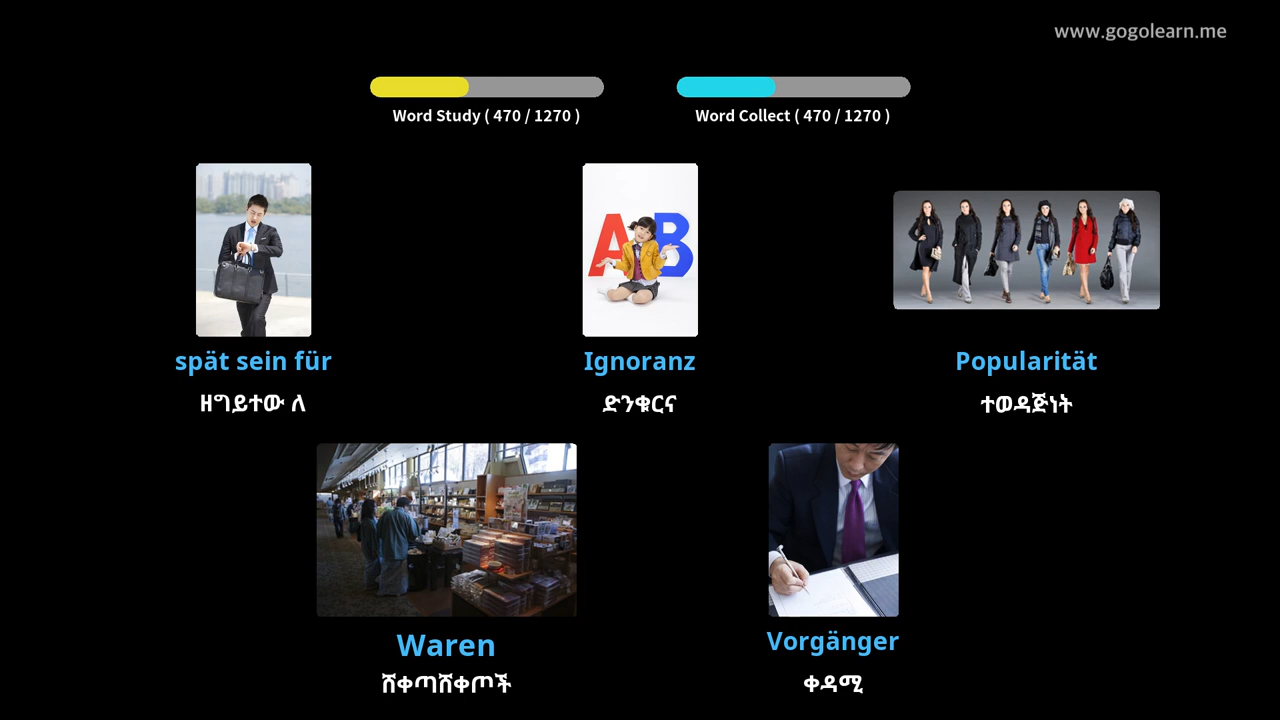 www.gogolearn.me
Word Study ( 470 / 1270 )
Word Collect ( 470 / 1270 )
spät sein für
Ignoranz
Popularität
ዘግይተው ለ
ድንቁርና
ተወዳጅነት
Waren
Vorgänger
ሸቀጣሸቀጦች
ቀዳሚ